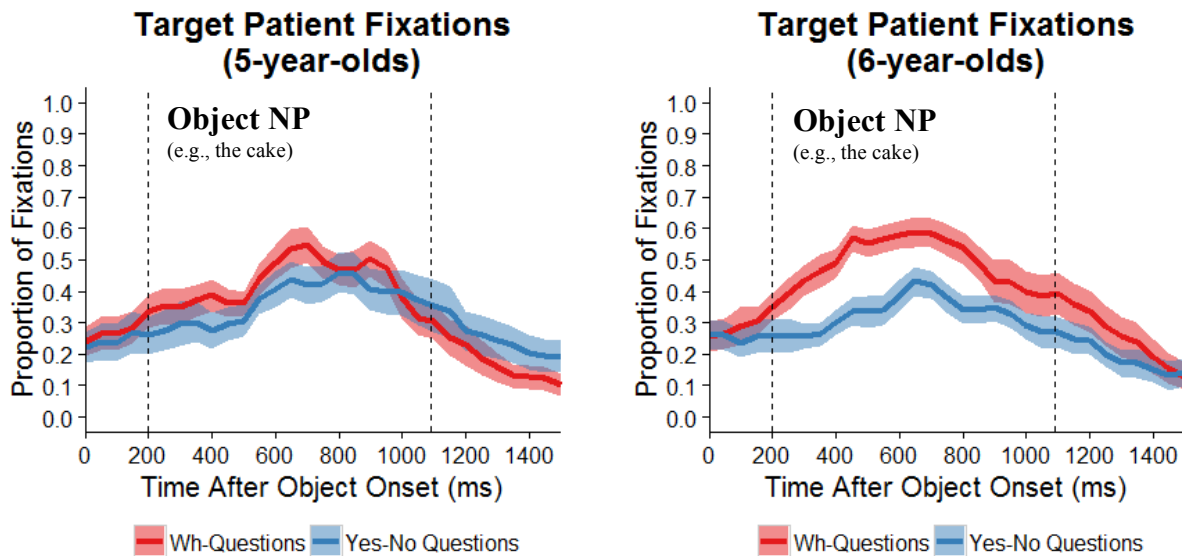 Target Patient Fixations
(5-year-olds)
Object NP
(e.g., the cake)
Proportion of Fixations
1.0
0.9
0.8
0.7
0.6
0.5
0.4
0.3
0.2
0.1
0.0
0 200 400 600 800 1000 1200 1400
Time After Object Onset (ms)
Wh-Questions Yes-No Questions
Target Patient Fixations
(6-year-olds)
Object NP
(e.g., the cake)
Proportion of Fixations
1.0
0.9
0.8
0.7
0.6
0.5
0.4
0.3
0.2
0.1
0.0
0 200 400 600 800 1000 1200 1400
Time After Object Onset (ms)
Wh-Questions Yes-No Questions